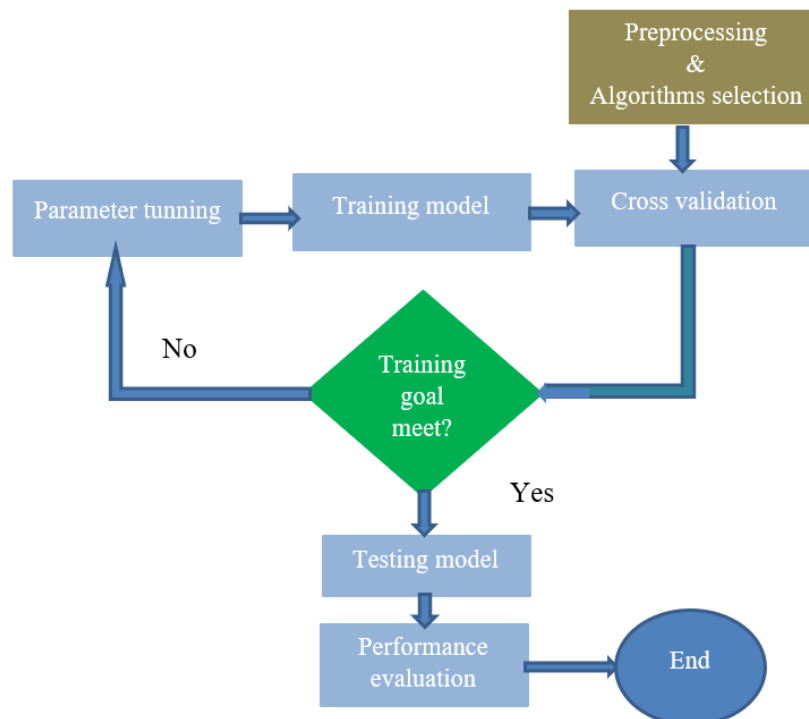 Preprocessing
&
Algorithms selection
Parameter tunning
Training model
Cross validation
No
Training
goal
meet?
Yes
Testing model
Performance
evaluation
End